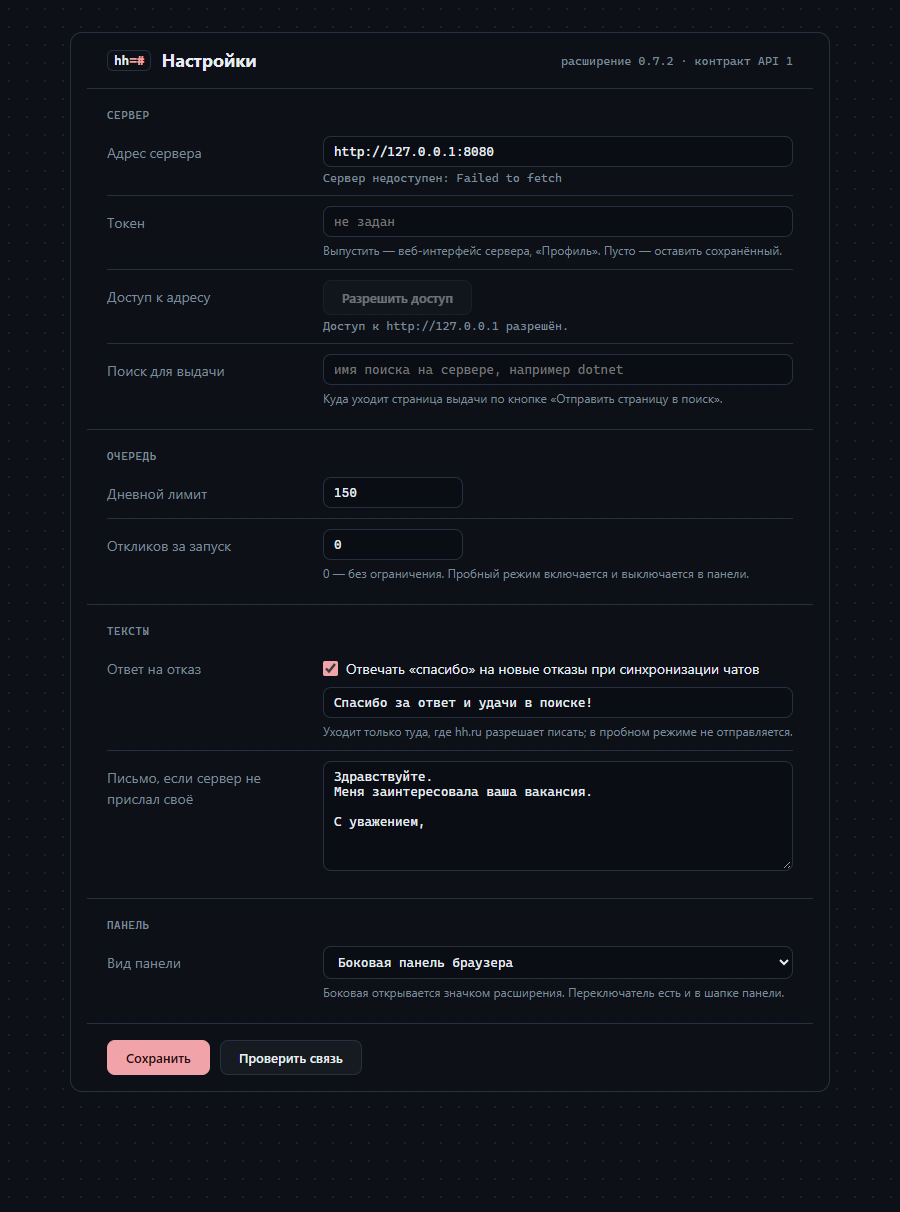 hh=# Настройки
расширение 0.7.2 · контракт API 1
СЕРВЕР
Адрес сервера
http://127.0.0.1:8080
Сервер недоступен: Failed to fetch
Токен
не задан
Выпустить — веб-интерфейс сервера, «Профиль». Пусто — оставить сохранённый.
Доступ к адресу
Разрешить доступ
Доступ к http://127.0.0.1 разрешён.
Поиск для выдачи
имя поиска на сервере, например dotnet
Куда уходит страница выдачи по кнопке «Отправить страницу в поиск».
ОЧЕРЕДЬ
Дневной лимит
150
Откликов за запуск
0
0 — без ограничения. Пробный режим включается и выключается в панели.
ТЕКСТЫ
Ответ на отказ
Отвечать «спасибо» на новые отказы при синхронизации чатов
Спасибо за ответ и удачи в поиске!
Уходит только туда, где hh.ru разрешает писать; в пробном режиме не отправляется.
Письмо, если сервер не
прислал своё
Здравствуйте.
Меня заинтересовала ваша вакансия.
С уважением,
ПАНЕЛЬ
Вид панели
Боковая панель браузера
Боковая открывается значком расширения. Переключатель есть и в шапке панели.
Сохранить
Проверить связь